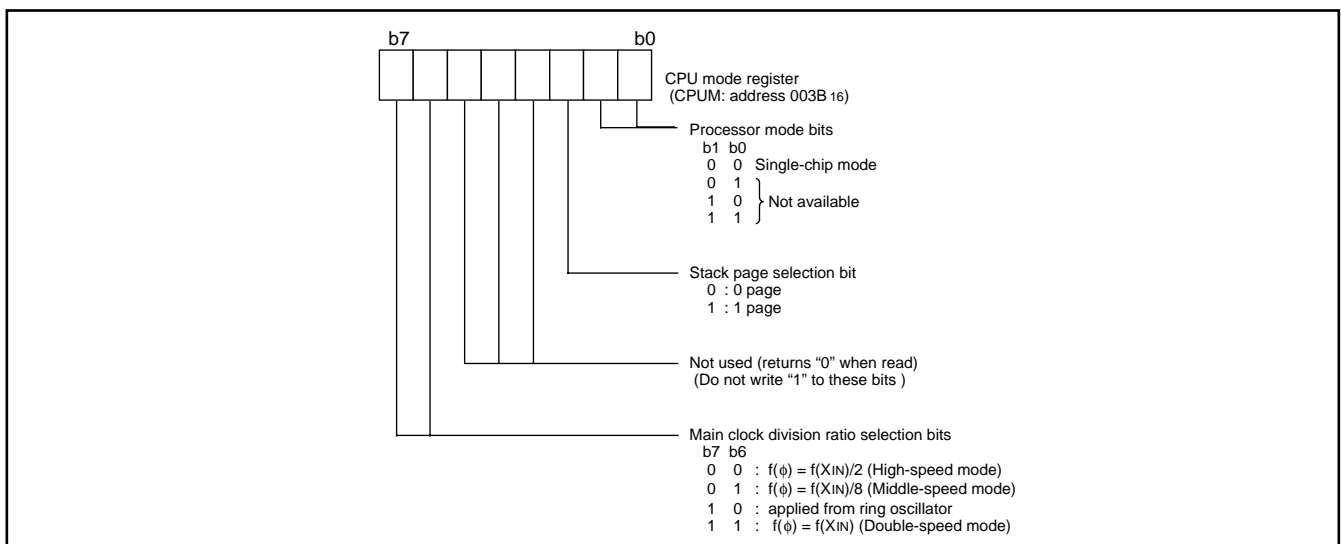 b7 b0
CPU mode register
(CPUM: address 003B16)
Processor mode bits
b1 b0
0 0 Single-chip mode
0 1
1 0 Not available
1 1
Stack page selection bit
0 : 0 page
1 : 1 page
Not used (returns “0” when read)
(Do not write “1” to these bits )
Main clock division ratio selection bits
b7 b6
0 0 : f(ϕ) = f(XIN)/2 (High-speed mode)
0 1 : f(ϕ) = f(XIN)/8 (Middle-speed mode)
1 0 : applied from ring oscillator
1 1 : f(ϕ) = f(XIN) (Double-speed mode)